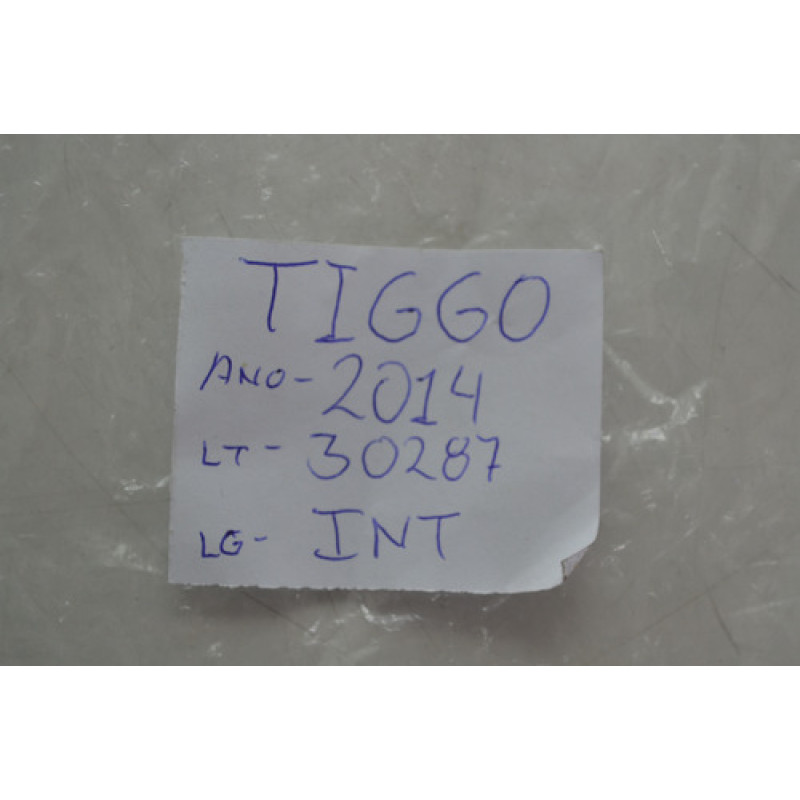 TIGGO
ANO- 2014
LT- 30287
LG- INT